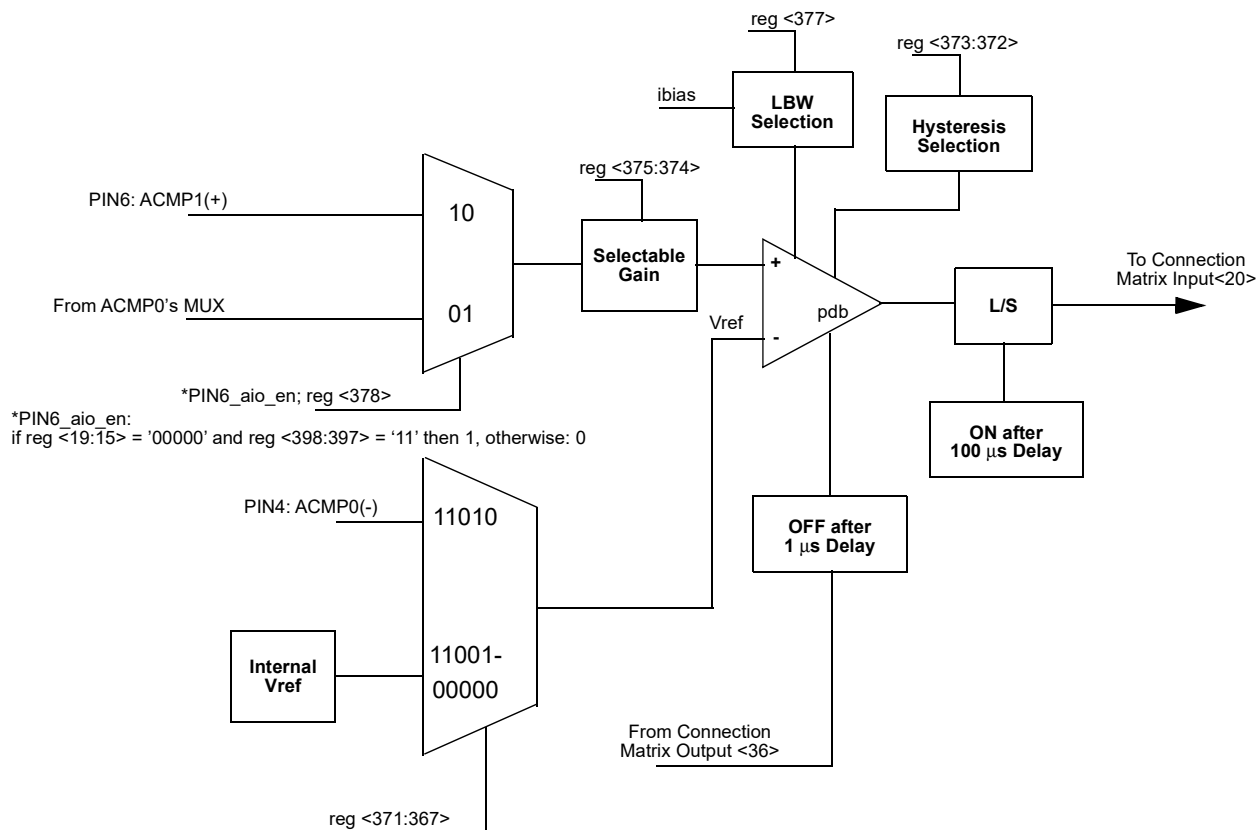 reg <377>
reg <373:372>
ibias
LBW
Selection
Hysteresis
Selection
reg <375:374>
PIN6: ACMP1(+)
10
Selectable
Gain
+
To Connection
Matrix Input<20>
From ACMP0’s MUX
01
Vref
pdb
-
L/S
*PIN6_aio_en; reg <378>
*PIN6_aio_en:
if reg <19:15> = ’00000’ and reg <398:397> = ‘11’ then 1, otherwise: 0
ON after
100 μs Delay
PIN4: ACMP0(-)
11010
OFF after
1 μs Delay
Internal
Vref
11001-
00000
From Connection
Matrix Output <36>
reg <371:367>